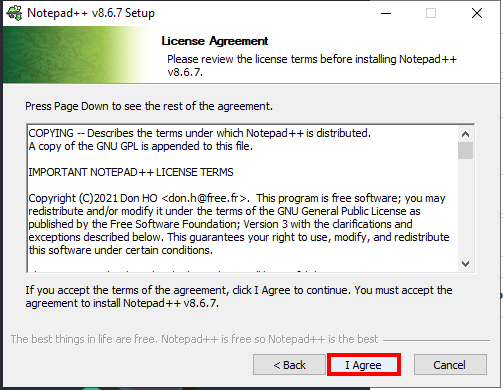 Notepad++ v8.6.7 Setup
License Agreement
Please review the license terms before installing Notepad++
v8.6.7.
Press Page Down to see the rest of the agreement.
COPYING -- Describes the terms under which Notepad++ is distributed.
A copy of the GNU GPL is appended to this file.
IMPORTANT NOTEPAD++ LICENSE TERMS
Copyright (C)2021 Don HO <don.h@free.fr>. This program is free software; you may
redistribute and/or modify it under the terms of the GNU General Public License as
published by the Free Software Foundation; Version 3 with the clarifications and
exceptions described below. This guarantees your right to use, modify, and redistribute
this software under certain conditions.
If you accept the terms of the agreement, click I Agree to continue. You must accept the
agreement to install Notepad++ v8.6.7.
The best things in life are free. Notepad++ is free so Notepad++ is the best
< Back
I Agree
Cancel